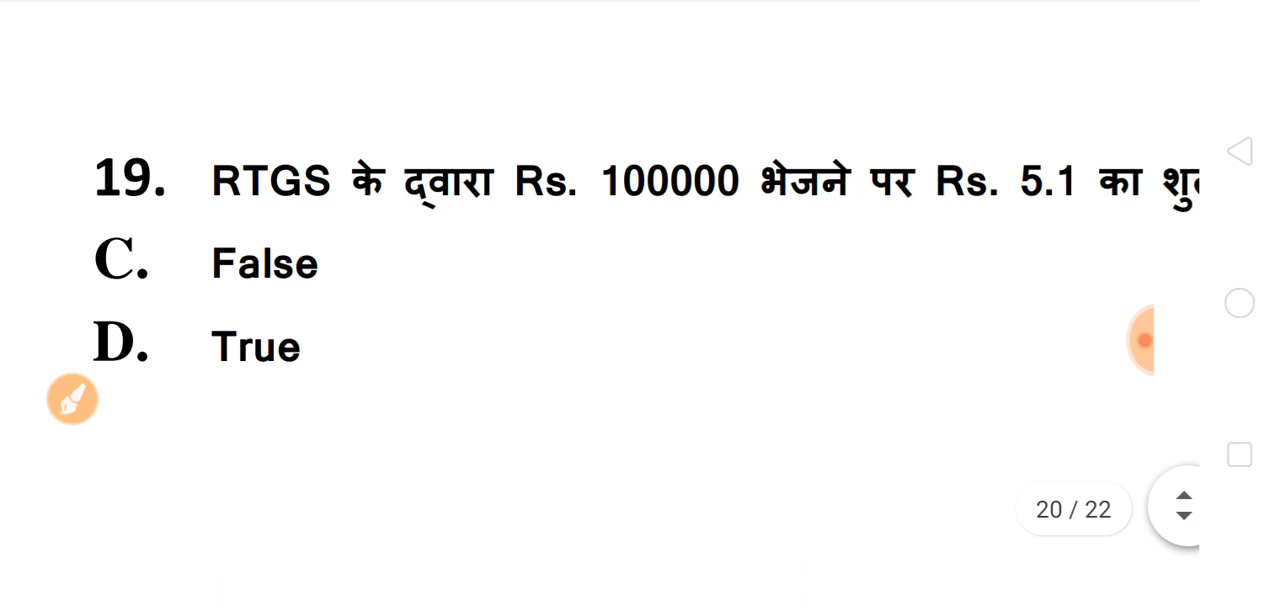 19. RTGS के द्वारा Rs. 100000 भेजने पर Rs. 5.1 का
C. False
D. True
20 / 22